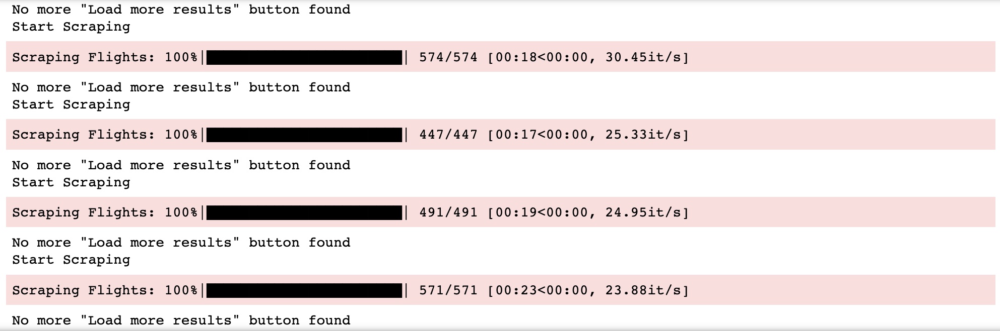 No more "Load more results" button found
Start Scraping
Scraping Flights: 100%|██████████| 574/574 [00:18<00:00, 30.45it/s]
No more "Load more results" button found
Start Scraping
Scraping Flights: 100%|██████████| 447/447 [00:17<00:00, 25.33it/s]
No more "Load more results" button found
Start Scraping
Scraping Flights: 100%|██████████| 491/491 [00:19<00:00, 24.95it/s]
No more "Load more results" button found
Start Scraping
Scraping Flights: 100%|██████████| 571/571 [00:23<00:00, 23.88it/s]
No more "Load more results" button found